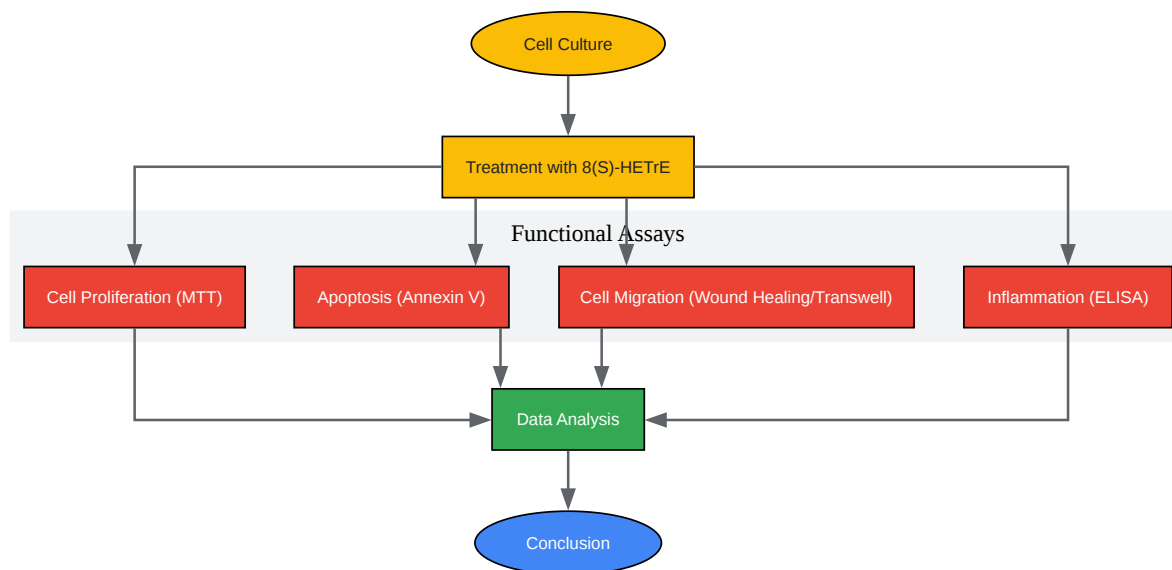 Cell Culture
Treatment with 8(S)-HETrE
Functional Assays
Cell Proliferation (MTT)
Apoptosis (Annexin V)
Cell Migration (Wound Healing/Transwell)
Inflammation (ELISA)
Data Analysis
Conclusion